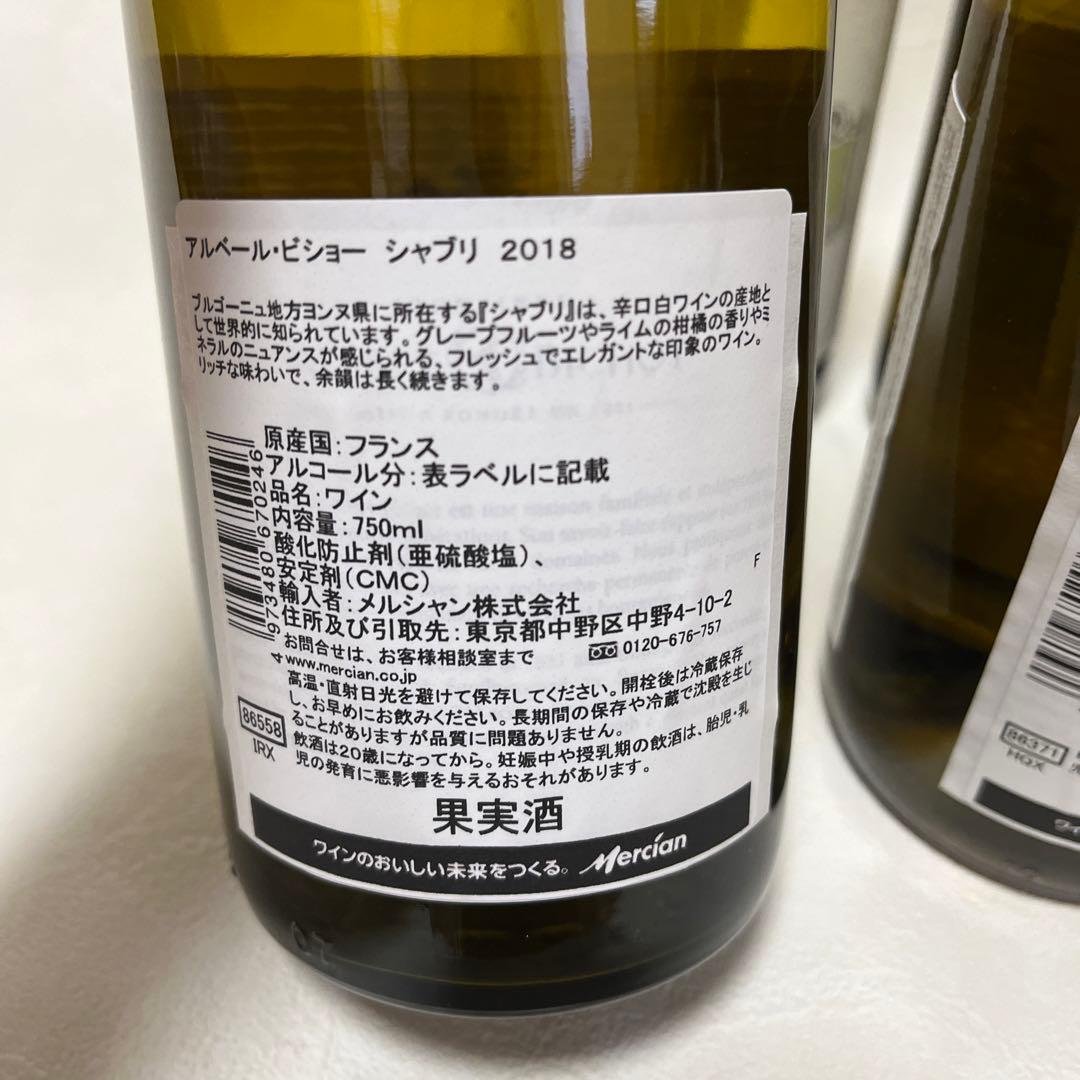 アルベール・ビショー シャブリ 2018
ブルゴーニュ地方ヨンヌ県に所在する『シャブリ』は、辛口白ワインの産地と
して世界的に知られています。グレープフルーツやライムの柑橘の香りやミ
ネラルのニュアンスが感じられる、フレッシュでエレガントな印象のワイン。
リッチな味わいで、余韻は長く続きます。
原産国：フランス
アルコール分：表ラベルに記載
品名：ワイン
内容量：750ml
酸化防止剤（亜硫酸塩）、
安定剤（CMC）
F
輸入者：メルシャン株式会社
住所及び引取先：東京都中野区中野4-10-2
お問合せは、お客様相談室まで 0120-676-757
www.mercian.co.jp
高温・直射日光を避けて保存してください。開栓後は冷蔵保存
し、お早めにお飲みください。長期間の保存や冷蔵で沈殿を生じ
ることがありますが品質に問題ありません。
飲酒は20歳になってから。妊娠中や授乳期の飲酒は、胎児・乳
児の発育に悪影響を与えるおそれがあります。
4 973480 670246
86558
IRX
果実酒
ワインのおいしい未来をつくる。 Mercian
86371
HQX